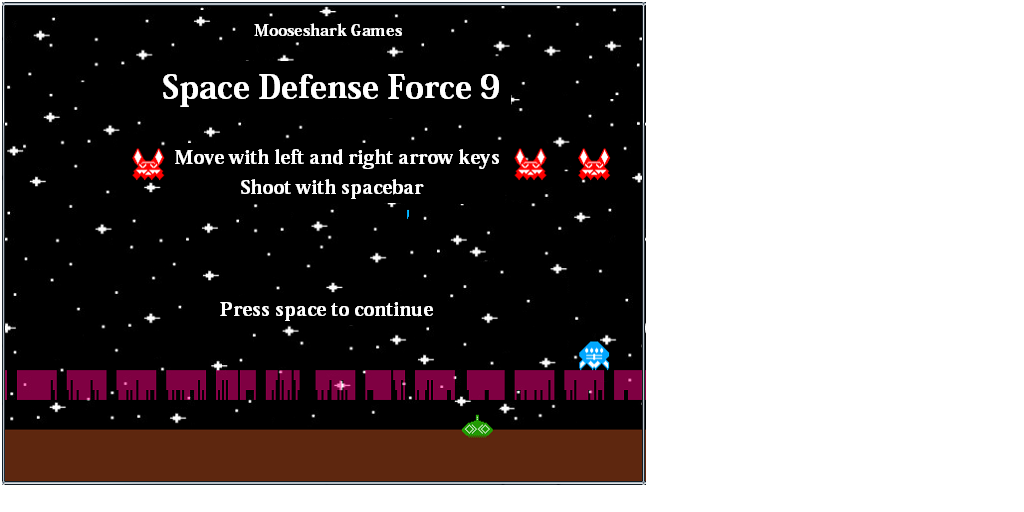 Mooseshark Games
Space Defense Force 9
Move with left and right arrow keys
Shoot with spacebar
Press space to continue